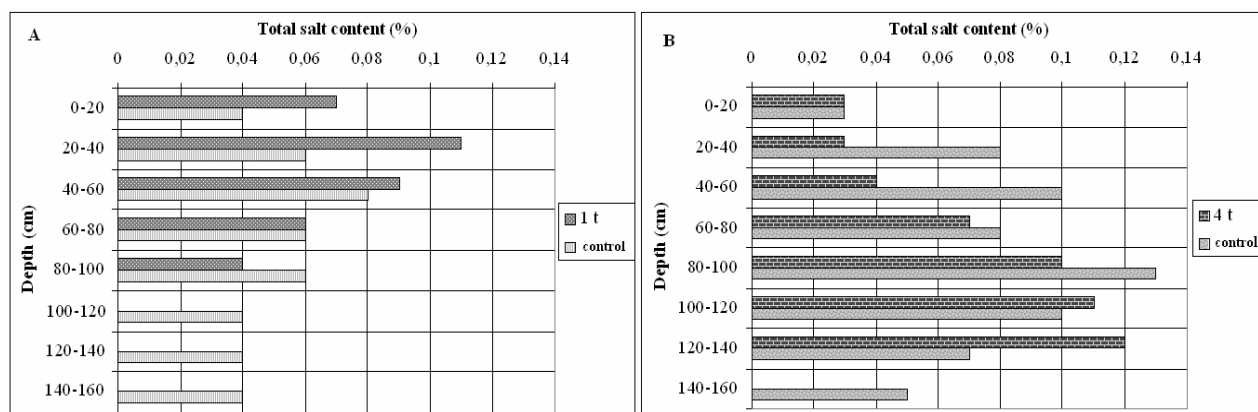 A
Total salt content (%)
0 0,02 0,04 0,06 0,08 0,1 0,12 0,14
Depth (cm)
0-20
20-40
40-60
60-80
80-100
100-120
120-140
140-160
1 t
control
B
Total salt content (%)
0 0,02 0,04 0,06 0,08 0,1 0,12 0,14
Depth (cm)
0-20
20-40
40-60
60-80
80-100
100-120
120-140
140-160
4 t
control